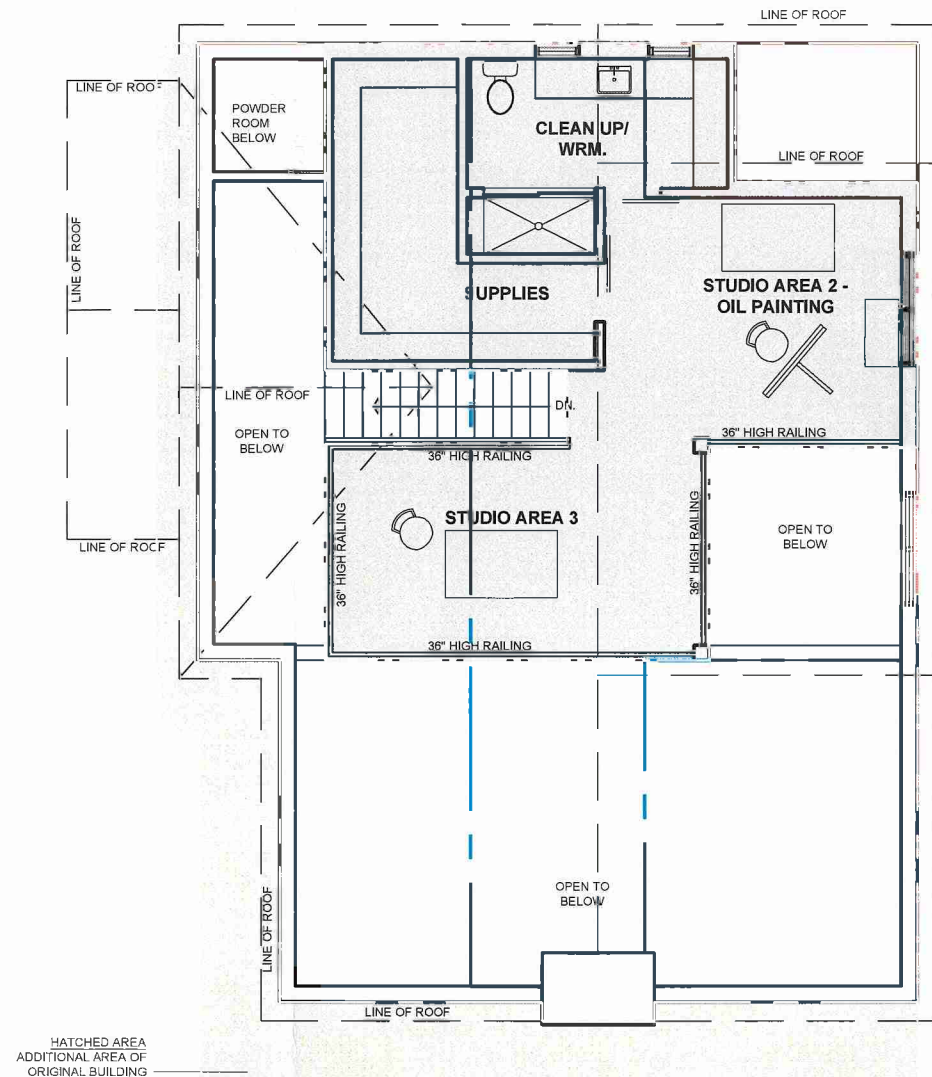 LINE OF ROOF
LINE OF ROOF
POWDER
ROOM
BELOW
CLEAN UP/
WRM.
LINE OF ROOF
LINE OF ROOF
SUPPLIES
STUDIO AREA 2 -
OIL PAINTING
LINE OF ROOF
DN.
OPEN TO
BELOW
36" HIGH RAILING
36" HIGH RAILING
36" HIGH RAILING
STUDIO AREA 3
36" HIGH RAILING
OPEN TO
BELOW
LINE OF ROOF
36" HIGH RAILING
OPEN TO
BELOW
LINE OF ROOF
LINE OF ROOF
HATCHED AREA
ADDITIONAL AREA OF
ORIGINAL BUILDING